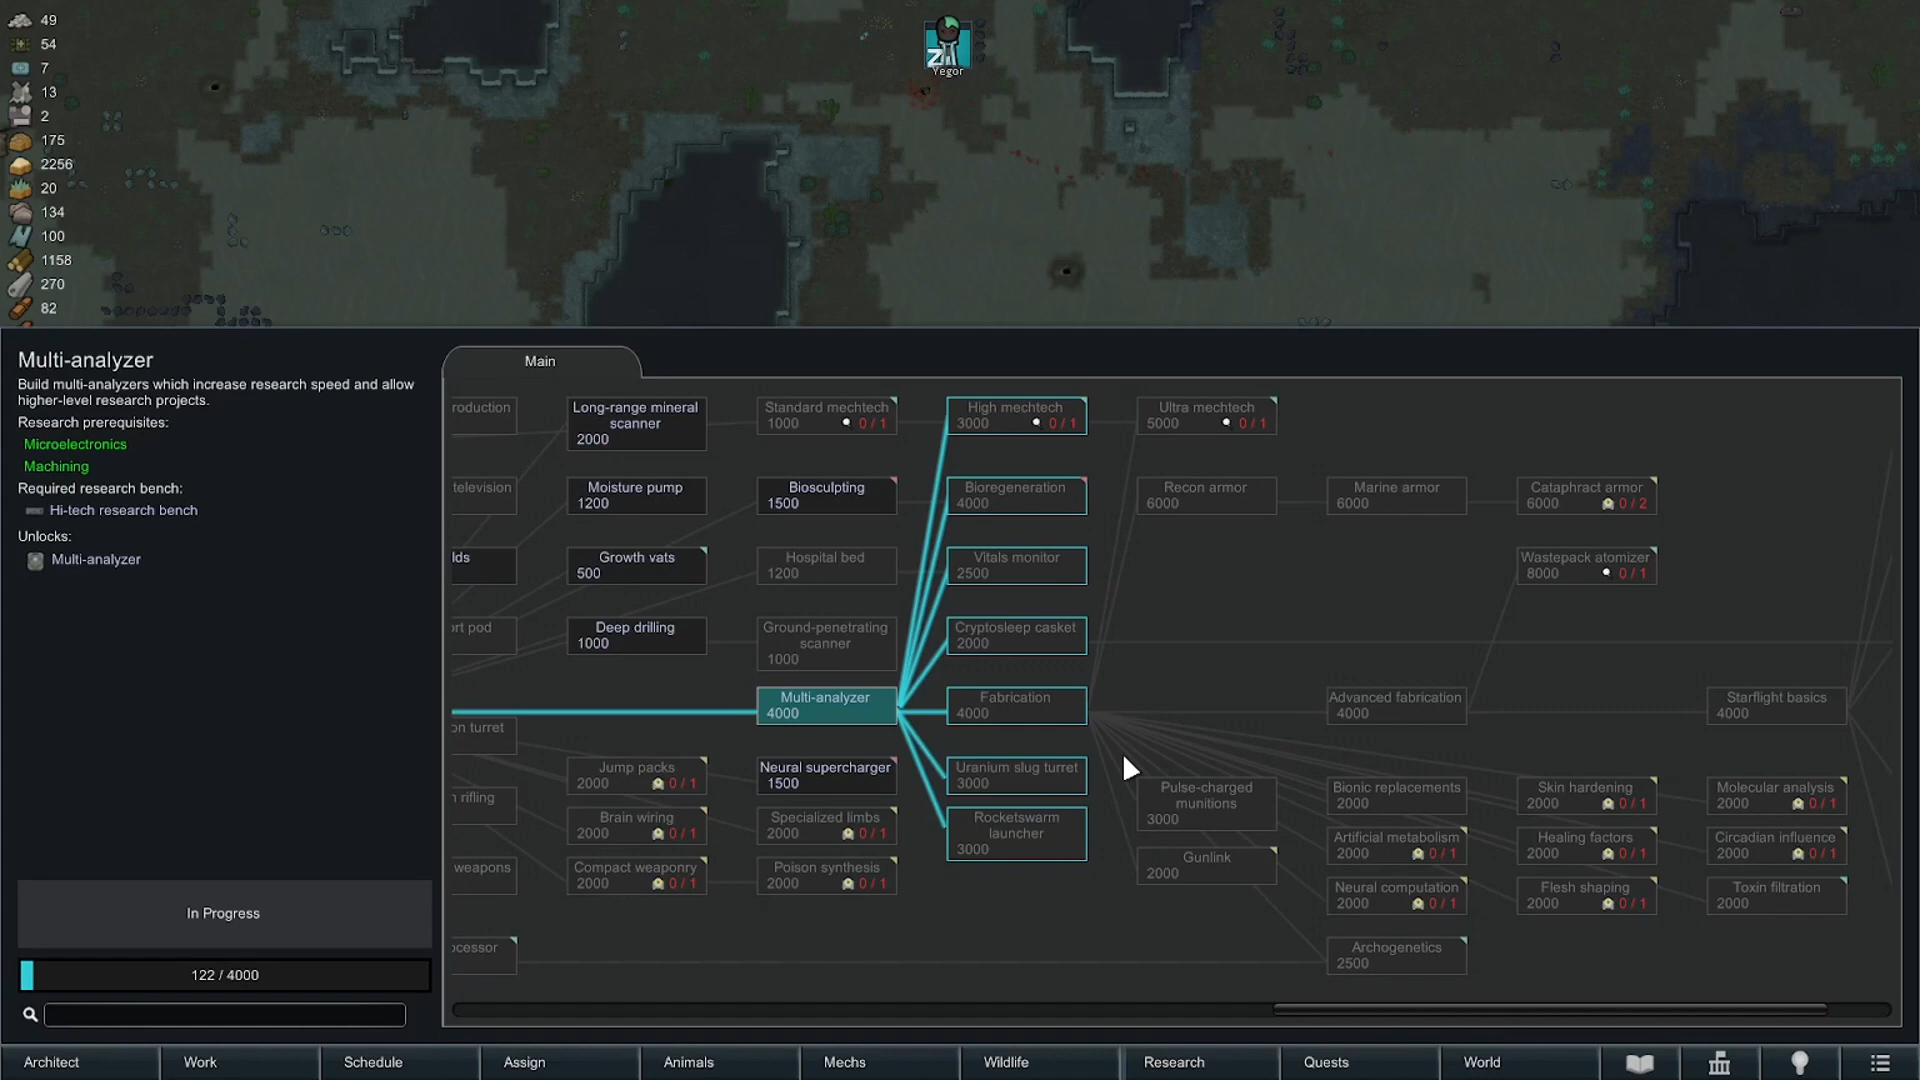 49
54
7
13
2
175
2256
20
134
100
1158
270
82
Yegor
Multi-analyzer
Build multi-analyzers which increase research speed and allow
higher-level research projects.
Research prerequisites:
Microelectronics
Machining
Required research bench:
Hi-tech research bench
Unlocks:
Multi-analyzer
In Progress
122 / 4000
Main
roduction
Long-range mineral
scanner
2000
Standard mechtech
1000 0 / 1
High mechtech
3000 0 / 1
Ultra mechtech
5000 0 / 1
television
Moisture pump
1200
Biosculpting
1500
Bioregeneration
4000
Recon armor
6000
Marine armor
6000
Cataphract armor
6000 0 / 2
lds
Growth vats
500
Hospital bed
1200
Vitals monitor
2500
Wastepack atomizer
8000 0 / 1
ort pod
Deep drilling
1000
Ground-penetrating
scanner
1000
Cryptosleep casket
2000
Multi-analyzer
4000
Fabrication
4000
Advanced fabrication
4000
Starflight basics
4000
on turret
Jump packs
2000 0 / 1
Neural supercharger
1500
Uranium slug turret
3000
Pulse-charged
munitions
3000
Bionic replacements
2000
Skin hardening
2000 0 / 1
Molecular analysis
2000 0 / 1
n rifling
Brain wiring
2000 0 / 1
Specialized limbs
2000 0 / 1
Rocketswarm
launcher
3000
Artificial metabolism
2000 0 / 1
Healing factors
2000 0 / 1
Circadian influence
2000 0 / 1
weapons
Compact weaponry
2000 0 / 1
Poison synthesis
2000 0 / 1
Gunlink
2000
Neural computation
2000 0 / 1
Flesh shaping
2000 0 / 1
Toxin filtration
2000
ocessor
Archogenetics
2500
Architect
Work
Schedule
Assign
Animals
Mechs
Wildlife
Research
Quests
World